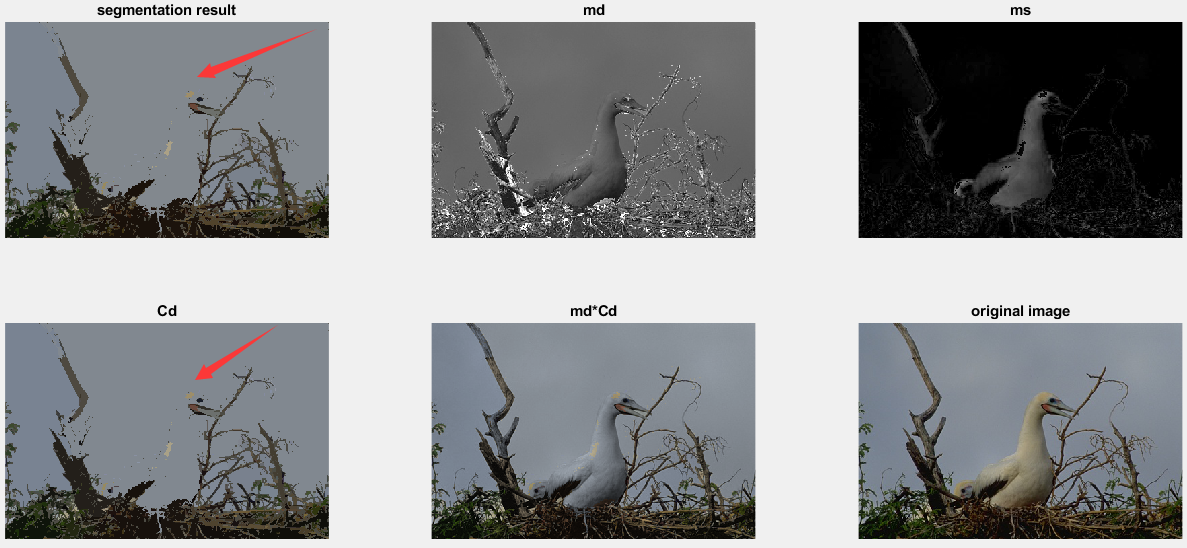 segmentation result
md
ms
Cd
md*Cd
original image